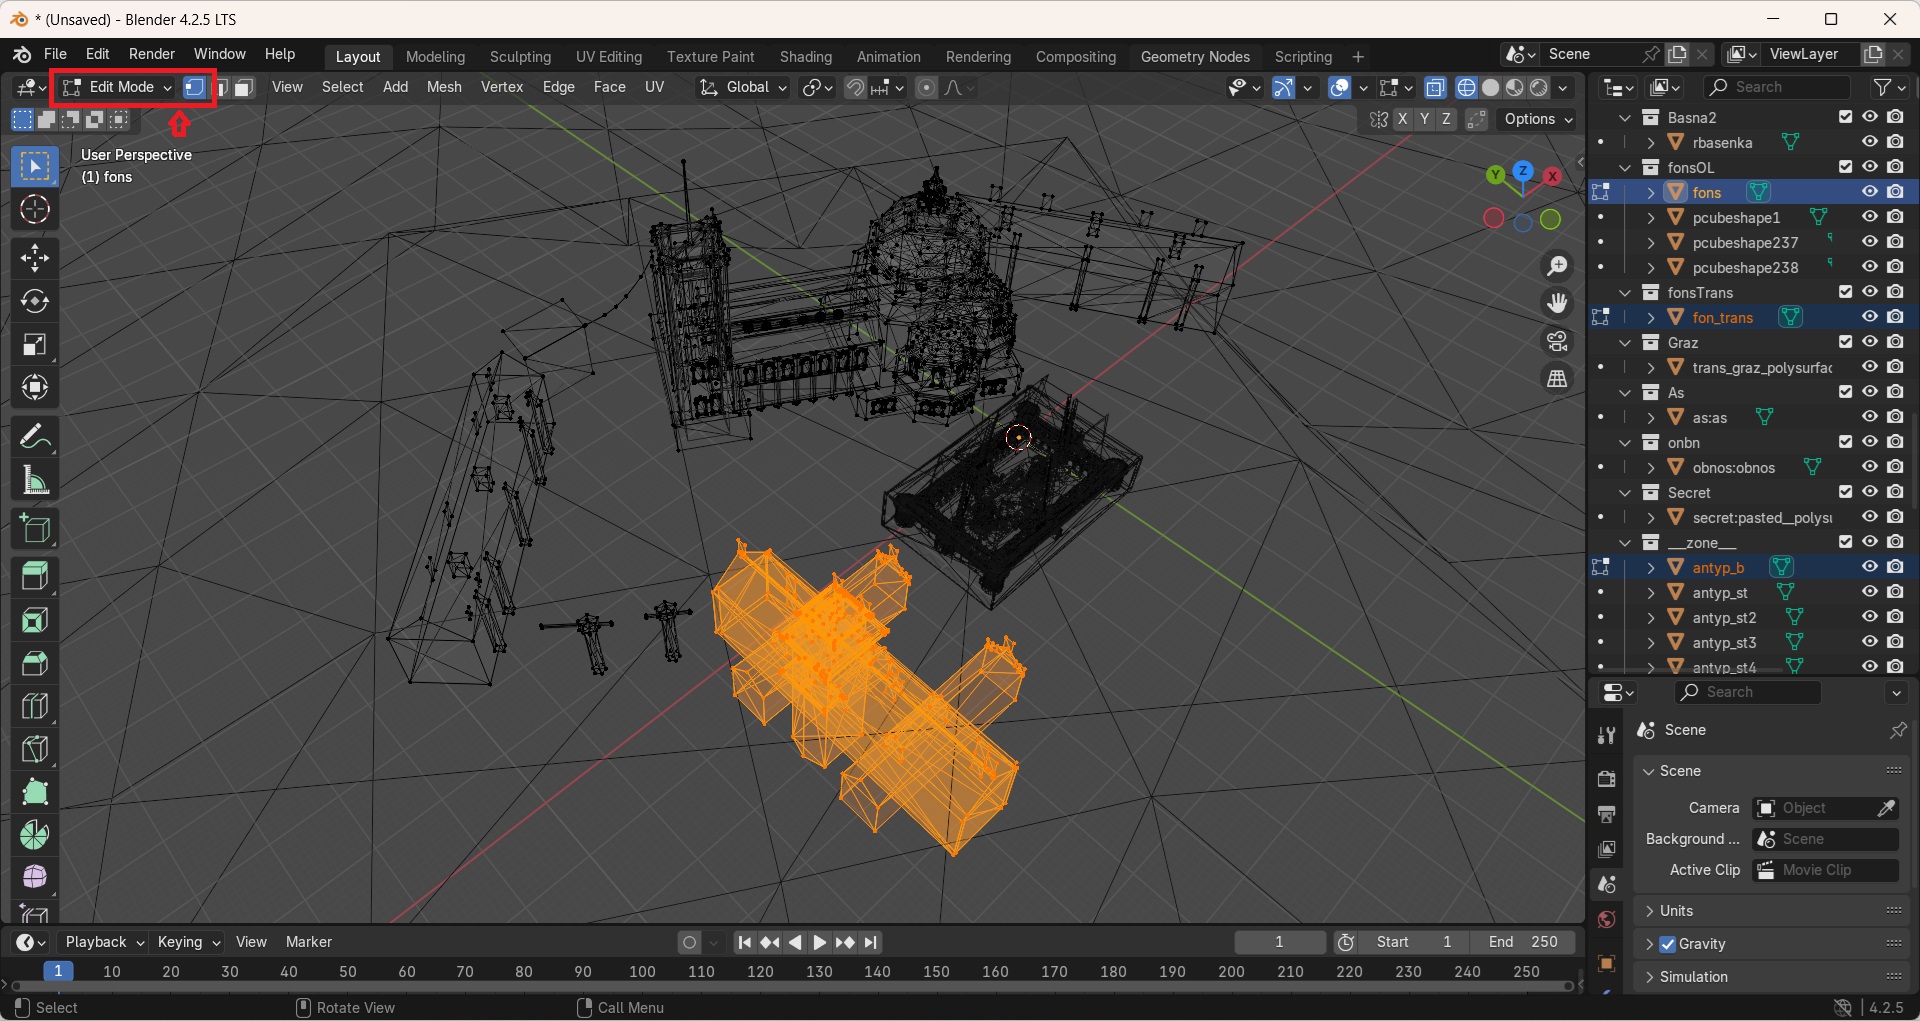 * (Unsaved) - Blender 4.2.5 LTS
File Edit Render Window Help Layout Modeling Sculpting UV Editing Texture Paint Shading Animation Rendering Compositing Geometry Nodes Scripting + Scene ViewLayer
Edit Mode View Select Add Mesh Vertex Edge Face UV Global Search
X Y Z Options
User Perspective
(1) fons
Y Z X
Basna2
rbasenka
fonsOL
fons
pcubeshape1
pcubeshape237
pcubeshape238
fonsTrans
fon_trans
Graz
trans_graz_polysurfac
As
as:as
onbn
obnos:obnos
Secret
secret:pasted__polysu
___zone___
antyp_b
antyp_st
antyp_st2
antyp_st3
antyp_st4
Search
Scene
Scene
Camera Object
Background ... Scene
Active Clip Movie Clip
Units
Gravity
Simulation
Playback Keying View Marker 1 Start 1 End 250
1 10 20 30 40 50 60 70 80 90 100 110 120 130 140 150 160 170 180 190 200 210 220 230 240 250
Select Rotate View Call Menu 4.2.5